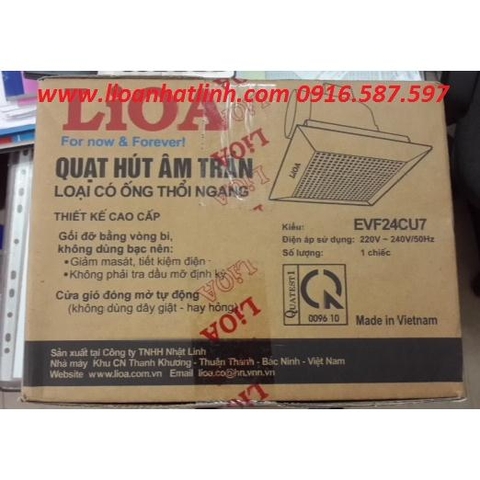 www.lioanhatlinh.com 0916.587.597
LiOA
For now & Forever!
QUẠT HÚT ÂM TRẦN
LOẠI CÓ ỐNG THỔI NGANG
THIẾT KẾ CAO CẤP
Gối đỡ bằng vòng bi,
không dùng bạc nên:
•Giảm masát, tiết kiệm điện
•Không phải tra dầu mỡ định kỳ
Cửa gió đóng mở tự động
(không dùng dây giật - hay hỏng)
LiOA
Kiểu: EVF24CU7
Điện áp sử dụng: 220V ~ 240V/50Hz
Số lượng: 1 chiếc
QUATEST1
0096 10
Made in Vietnam
LiOA
LiOA
LiOA
Sản xuất tại Công ty TNHH Nhật Linh
Nhà máy Khu CN Thanh Khương - Thuận Thành - Bắc Ninh - Việt Nam
Website www.lioa.com.vn Email lioa.co@hn.vnn.vn